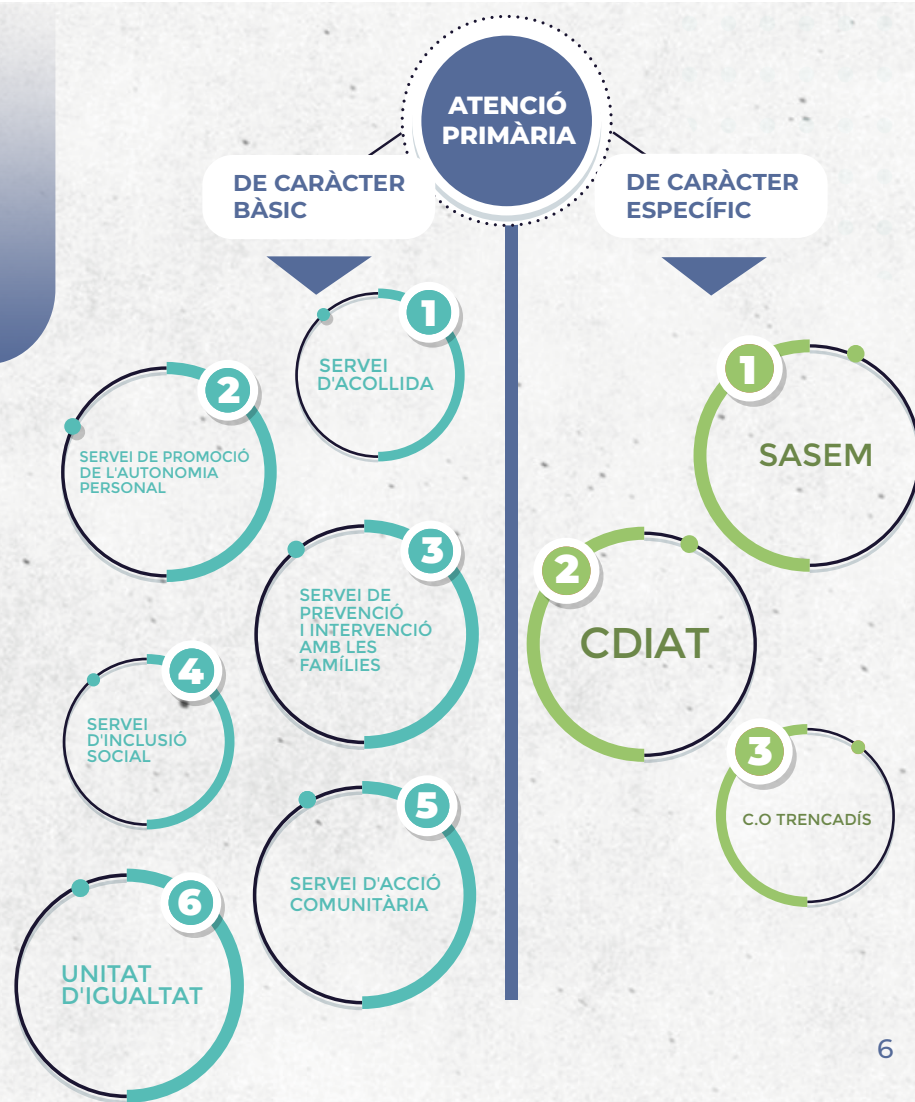 ATENCIÓ
PRIMÀRIA
DE CARÀCTER
BÀSIC
DE CARÀCTER
ESPECÍFIC
1
SERVEI
D'ACOLLIDA
2
SERVEI DE PROMOCIÓ
DE L'AUTONOMIA
PERSONAL
3
SERVEI DE
PREVENCIÓ
I INTERVENCIÓ
AMB LES
FAMÍLIES
4
SERVEI
D'INCLUSIÓ
SOCIAL
5
SERVEI D'ACCIÓ
COMUNITÀRIA
6
UNITAT
D'IGUALTAT
1
SASEM
2
CDIAT
3
C.O TRENCADÍS
6